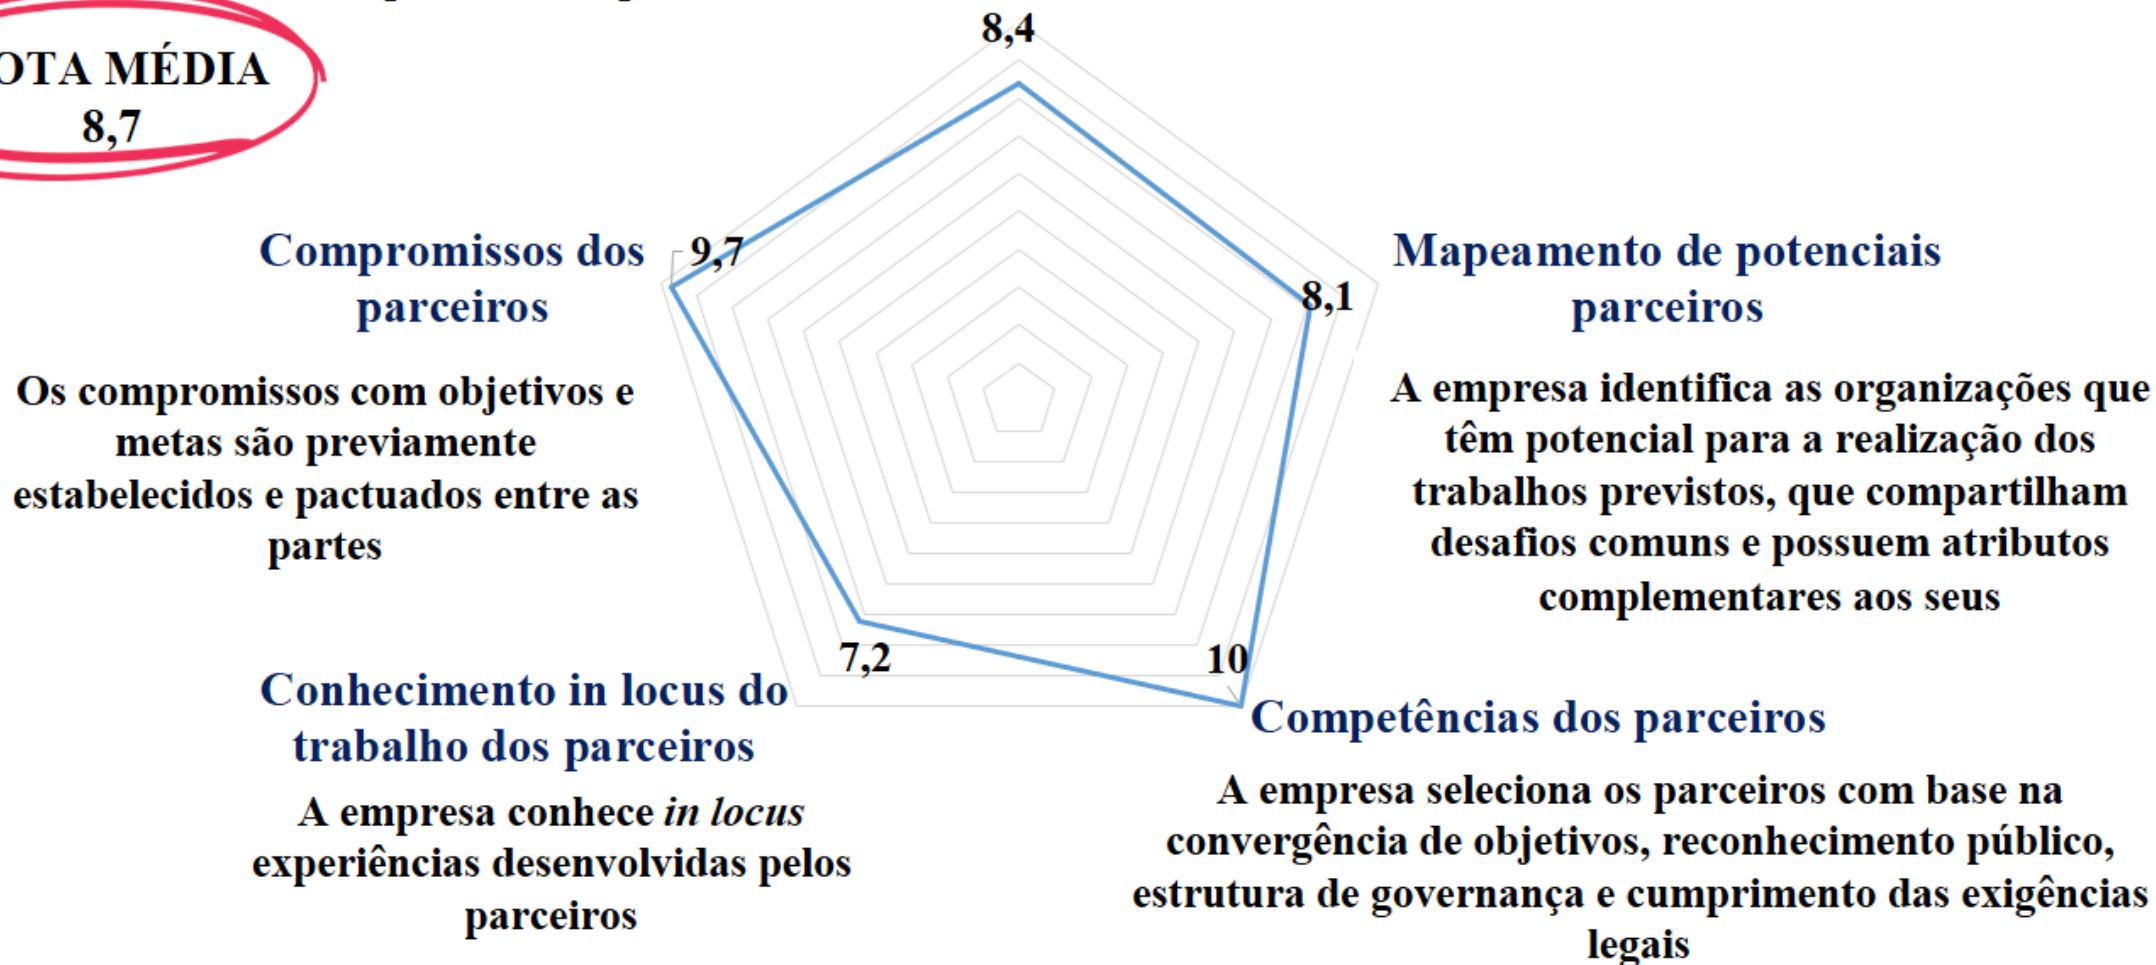 8,4
OTA MÉDIA
8,7
Compromissos dos
parceiros
9,7
Os compromissos com objetivos e
metas são previamente
estabelecidos e pactuados entre as
partes
Mapeamento de potenciais
parceiros
8,1
A empresa identifica as organizações que
têm potencial para a realização dos
trabalhos previstos, que compartilham
desafios comuns e possuem atributos
complementares aos seus
7,2
Conhecimento in locus do
trabalho dos parceiros
A empresa conhece in locus
experiências desenvolvidas pelos
parceiros
10
Competências dos parceiros
A empresa seleciona os parceiros com base na
convergência de objetivos, reconhecimento público,
estrutura de governança e cumprimento das exigências
legais